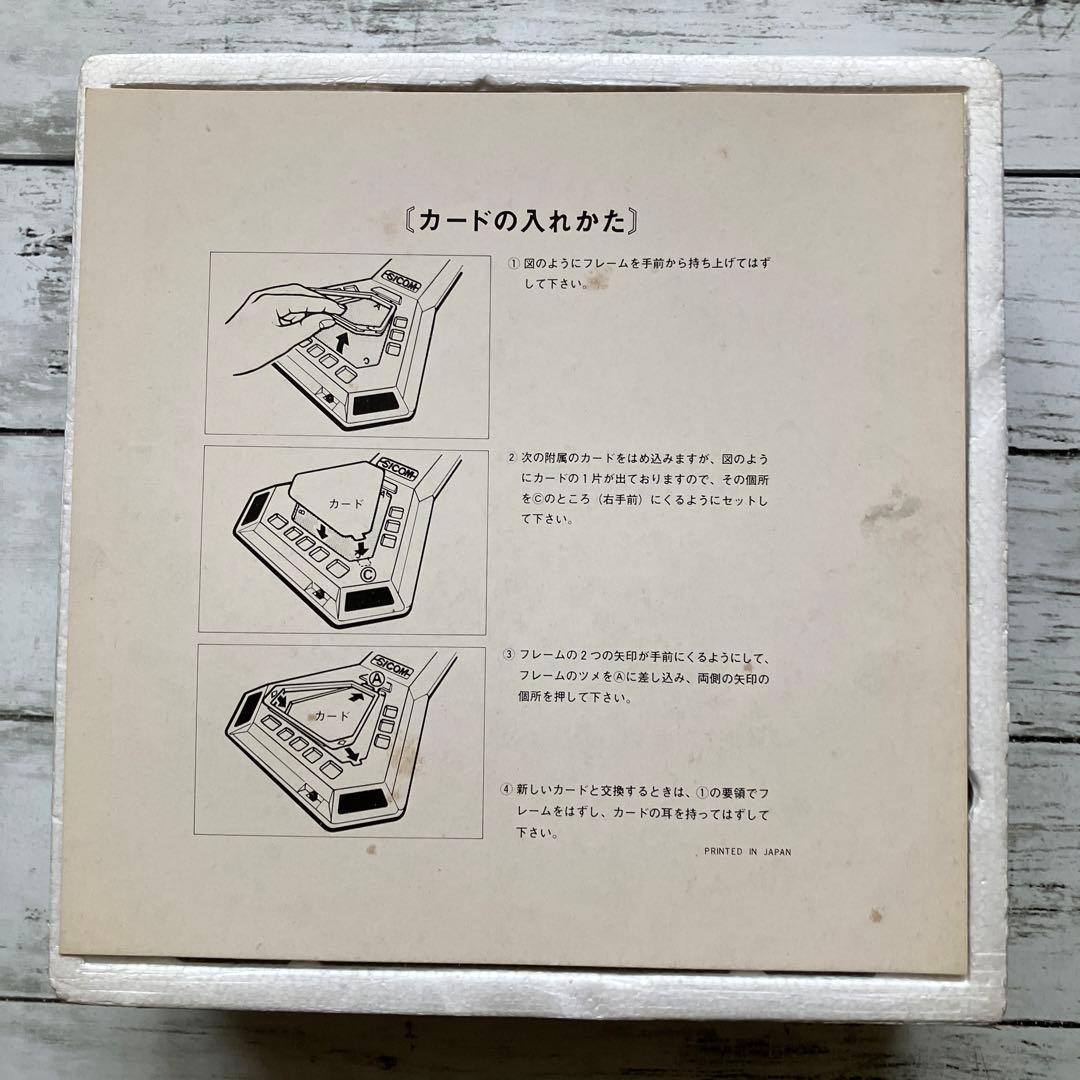 〘カードの入れかた〙
① 図のようにフレームを手前から持ち上げてはず
して下さい。
SICOM
② 次の附属のカードをはめ込みますが、図のよう
にカードの1片が出ておりますので、その個所
をⒸのところ（右手前）にくるようにセットし
て下さい。
SICOM
カード
Ⓒ
③ フレームの2つの矢印が手前にくるようにして、
フレームのツメをⒶに差し込み、両側の矢印の
個所を押して下さい。
SICOM
Ⓐ
カード
④ 新しいカードと交換するときは、①の要領でフ
レームをはずし、カードの耳を持ってはずして
下さい。
PRINTED IN JAPAN